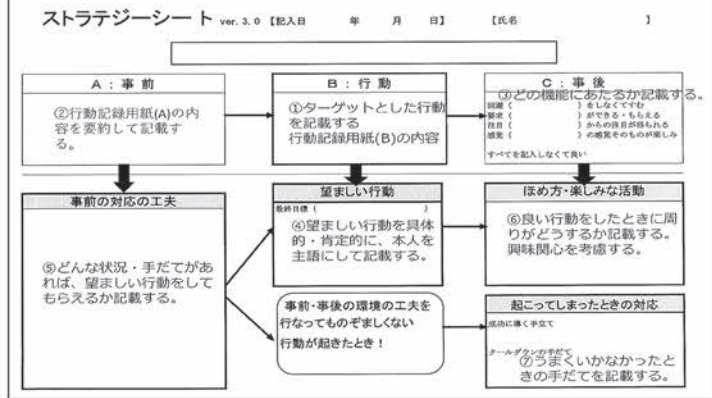 ストラテジーシート ver. 3.0 【記入日　　年　　月　　日】 【氏名　　　　　　】
A：事 前
②行動記録用紙(A)の内
容を要約して記載す
る。
B：行 動
①ターゲットとした行動
を記載する
行動記録用紙(B)の内容
C：事 後
③どの機能にあたるか記載する。
回避（　　　　　）をしなくてすむ
要求（　　　　　）ができる・もらえる
注目（　　　　　）からの注目が得られる
感覚（　　　　　）の感覚そのものが楽しみ
すべてを記入しなくて良い
事前の対応の工夫
⑤どんな状況・手だてがあ
れば、望ましい行動をして
もらえるか記載する。
望ましい行動
最終目標（　　　　　　　　）
④望ましい行動を具体
的・肯定的に、本人を
主語にして記載する。
ほめ方・楽しみな活動
⑥良い行動をしたときに周
りがどうするか記載する。
興味関心を考慮する。
事前・事後の環境の工夫を
行なってものぞましくない
行動が起きたとき！
起こってしまったときの対応
成功に導く手立て
クールダウンの手だて
⑦うまくいかなかったと
きの手だてを記載する。